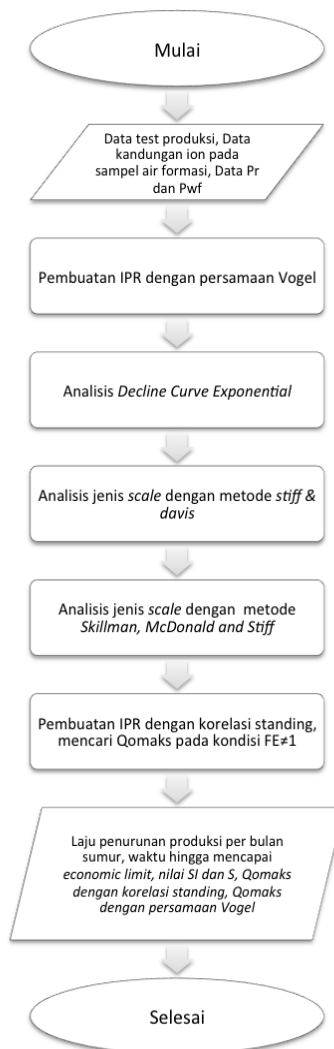 Mulai
Data test produksi, Data
kandungan ion pada
sampel air formasi, Data Pr
dan Pwf
Pembuatan IPR dengan persamaan Vogel
Analisis Decline Curve Exponential
Analisis jenis scale dengan metode stiff &
davis
Analisis jenis scale dengan metode
Skillman, McDonald and Stiff
Pembuatan IPR dengan korelasi standing,
mencari Qomaks pada kondisi FE≠1
Laju penurunan produksi per bulan
sumur, waktu hingga mencapai
economic limit, nilai SI dan S, Qomaks
dengan korelasi standing, Qomaks
dengan persamaan Vogel
Selesai